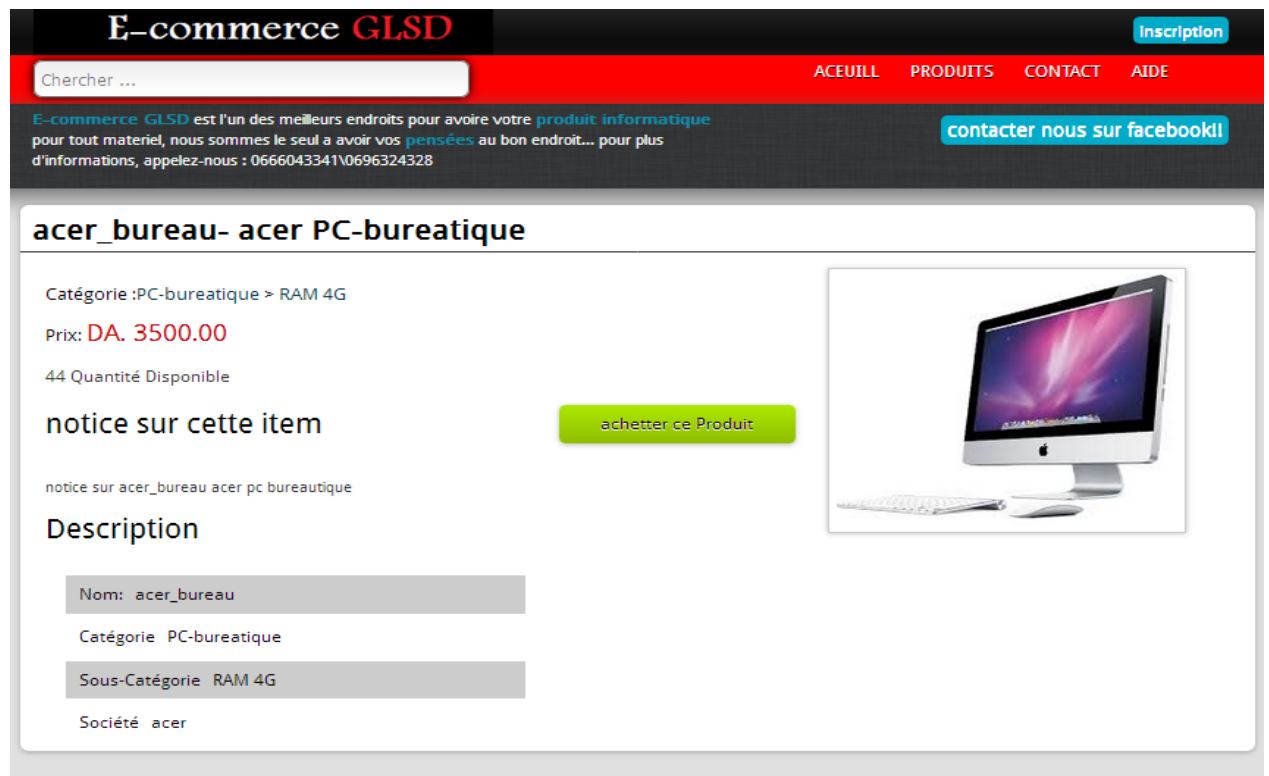 E-commerce GLSD
Inscription
Chercher ...
ACEUILL PRODUITS CONTACT AIDE
E-commerce GLSD est l'un des meilleurs endroits pour avoire votre produit informatique
pour tout materiel, nous sommes le seul a avoir vos pensées au bon endroit... pour plus
d'informations, appelez-nous : 0666043341\0696324328
contacter nous sur facebook!!
acer_bureau- acer PC-bureatique
Catégorie :PC-bureatique > RAM 4G
Prix: DA. 3500.00
44 Quantité Disponible
notice sur cette item
achetter ce Produit
notice sur acer_bureau acer pc bureautique
Description
Nom: acer_bureau
Catégorie PC-bureatique
Sous-Catégorie RAM 4G
Société acer